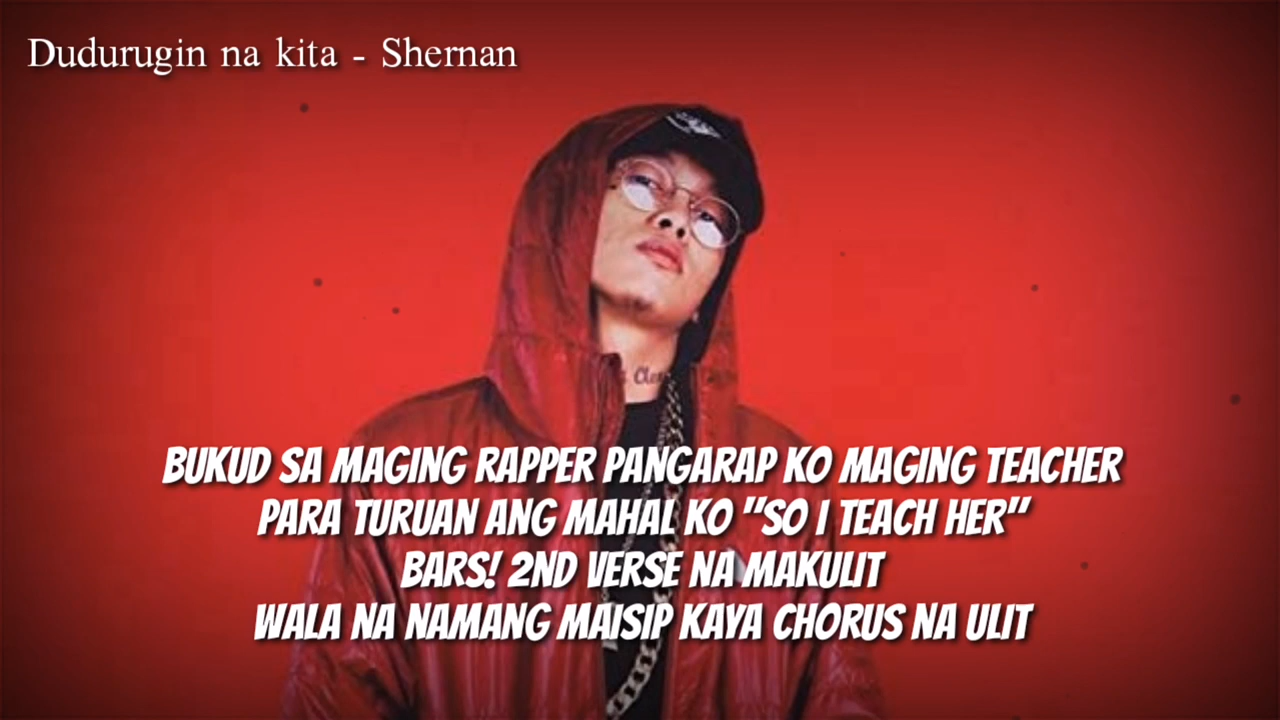 Dudurugin na kita - Shernan
BUKUD SA MAGING RAPPER PANGARAP KO MAGING TEACHER
PARA TURUAN ANG MAHAL KO "SO I TEACH HER"
BARS! 2ND VERSE NA MAKULIT
WALA NA NAMANG MAISIP KAYA CHORUS NA ULIT